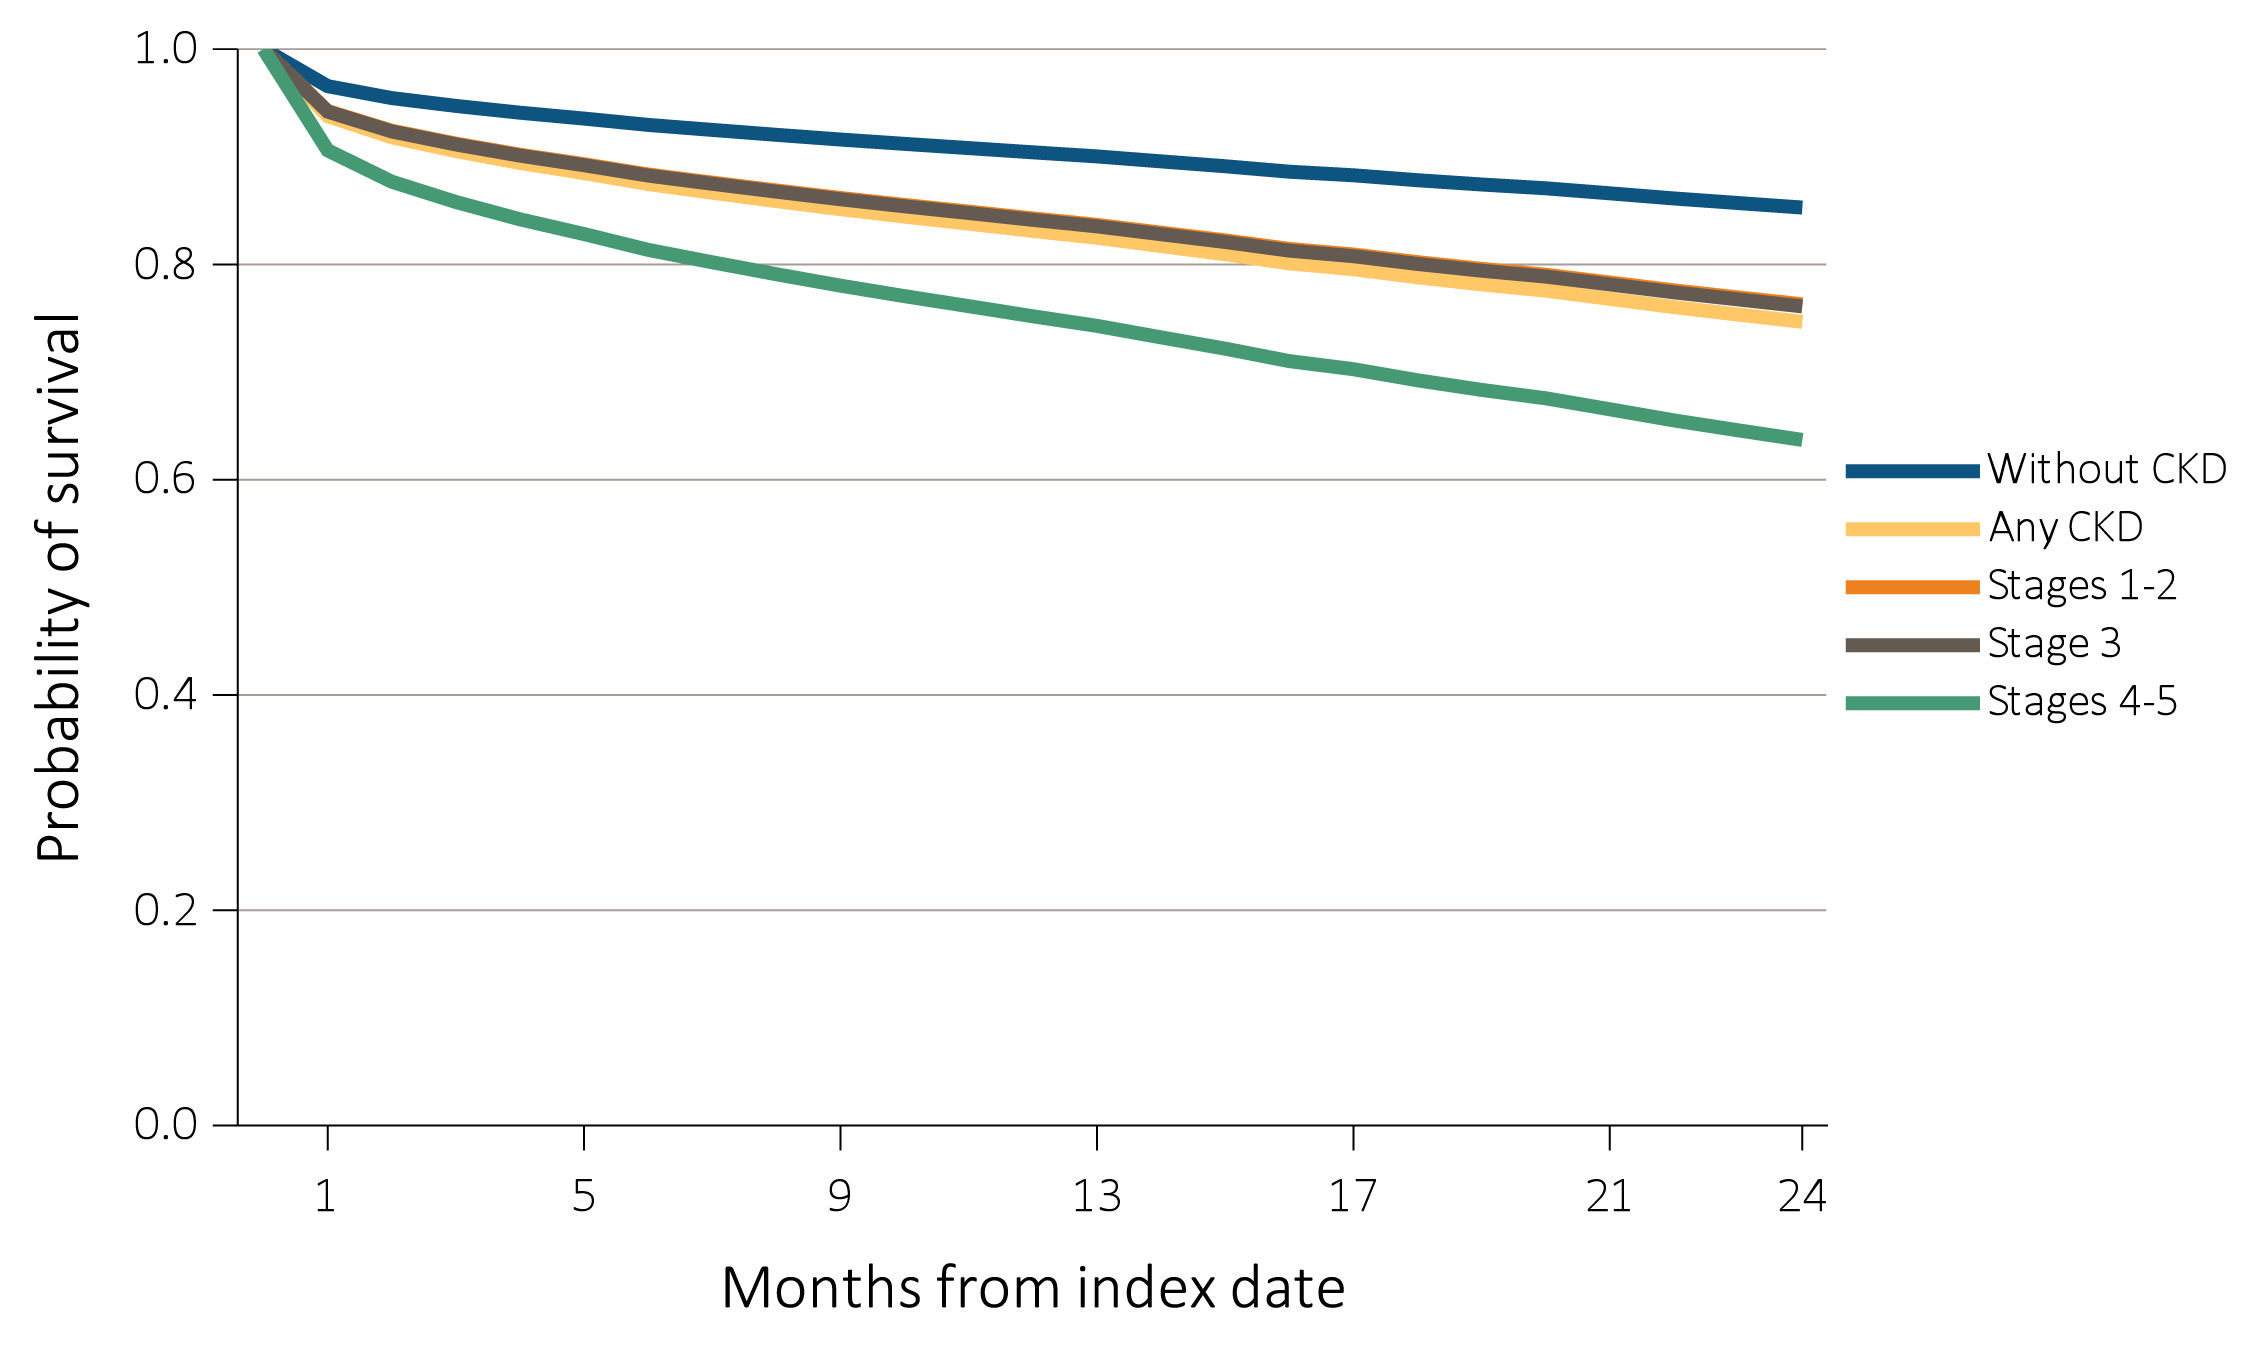 Probability of survival
1.0
0.8
0.6
0.4
0.2
0.0
1 5 9 13 17 21 24
Months from index date
Without CKD
Any CKD
Stages 1-2
Stage 3
Stages 4-5